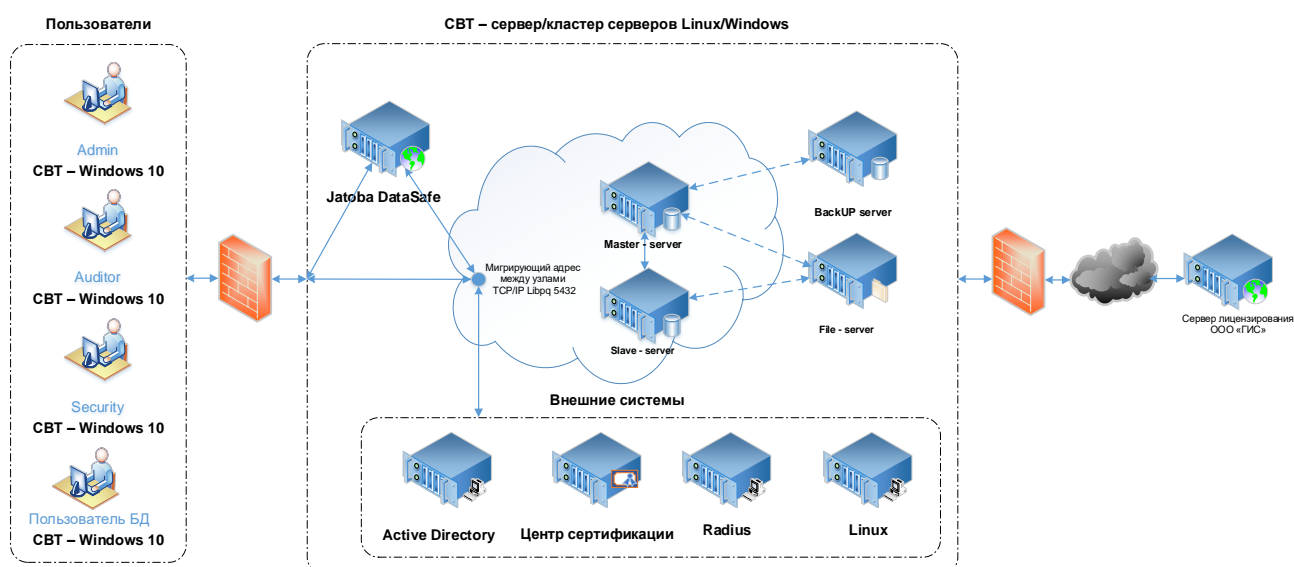 Пользователи
СВТ – сервер/кластер серверов Linux/Windows
Admin
СВТ – Windows 10
Auditor
СВТ – Windows 10
Security
СВТ – Windows 10
Пользователь БД
СВТ – Windows 10
Jatoba DataSafe
Мигрирующий адрес
между узлами
TCP/IP Libpq 5432
Master - server
Slave - server
BackUP server
File - server
Внешние системы
Active Directory
Центр сертификации
Radius
Linux
Сервер лицензирования
ООО «ГИС»